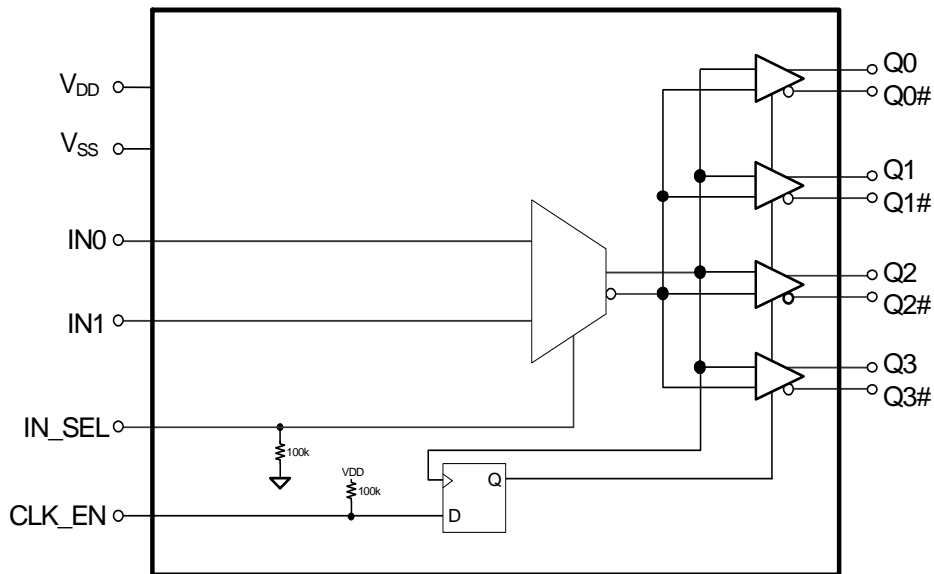 VDD
VSS
IN0
IN1
IN_SEL
CLK_EN
100k
VDD
100k
Q
D
Q0
Q0#
Q1
Q1#
Q2
Q2#
Q3
Q3#